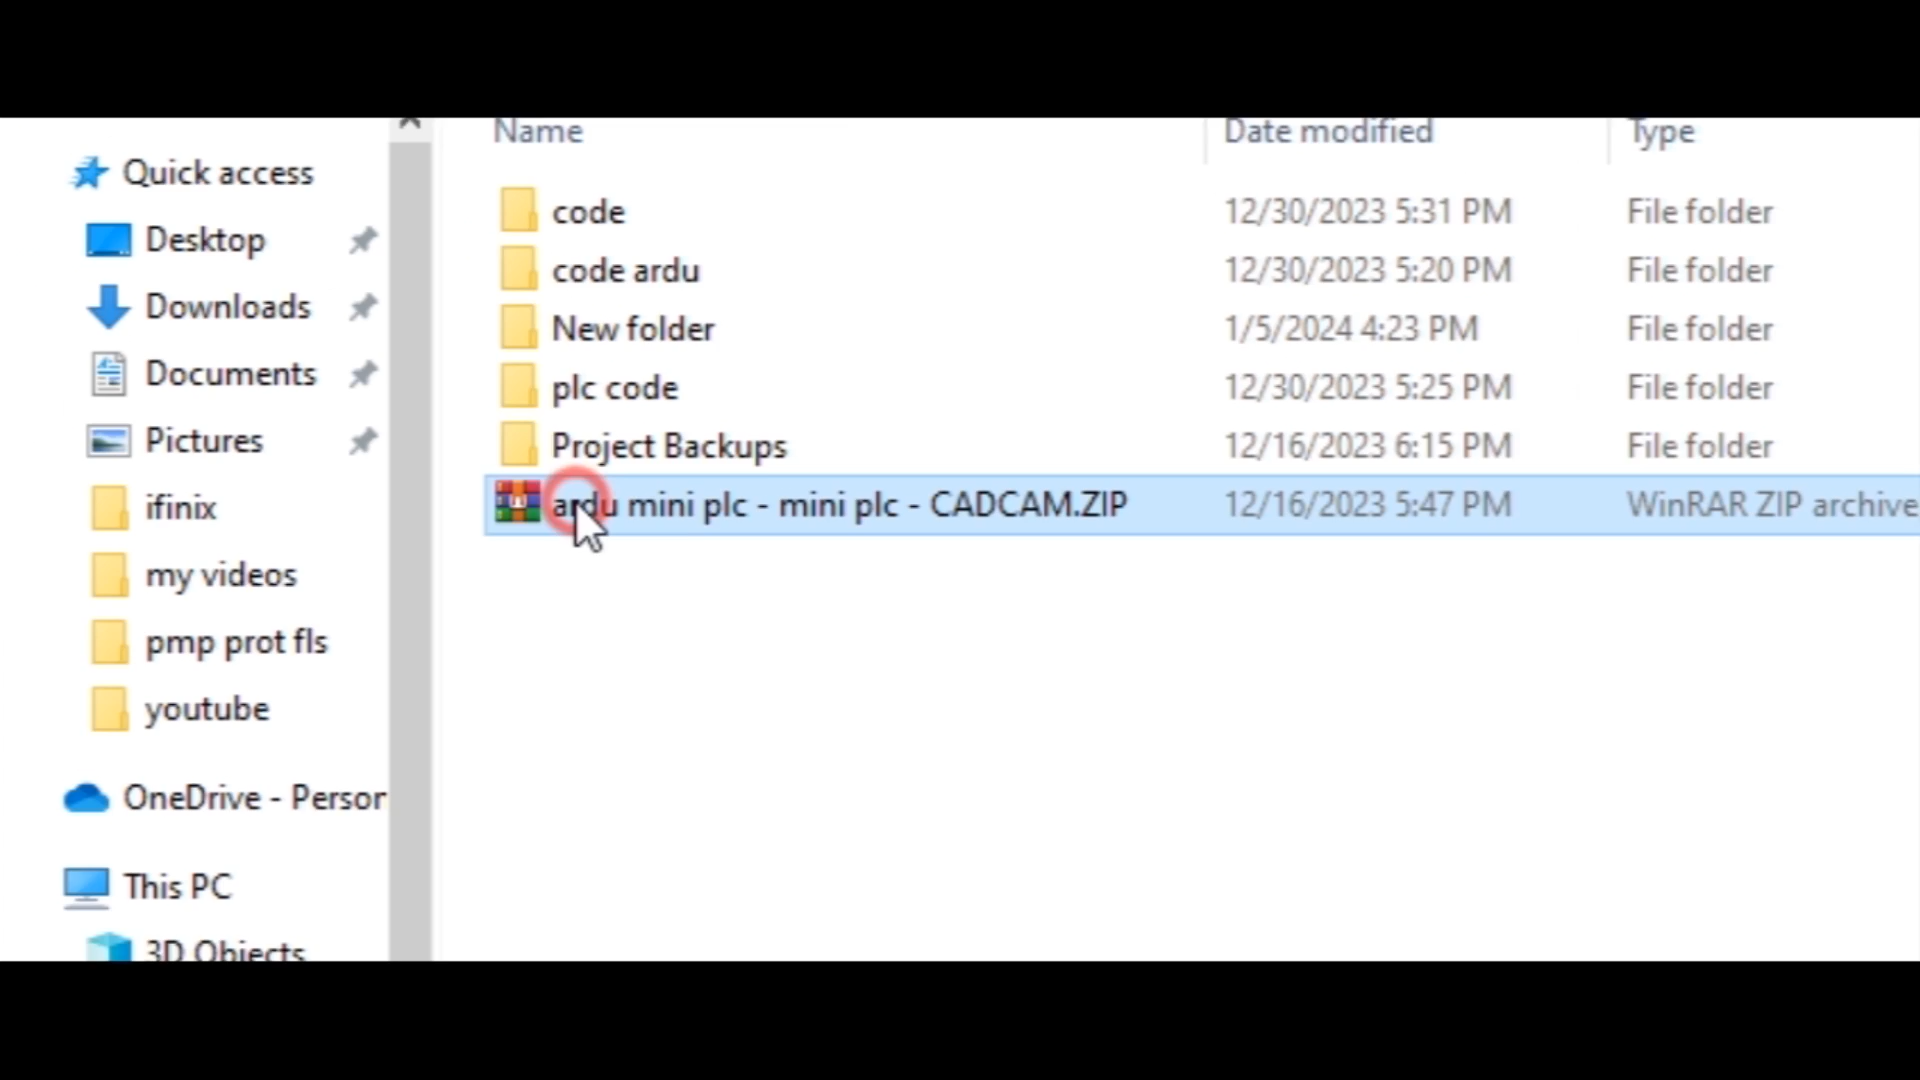 Name Date modified Type
Quick access
Desktop
Downloads
Documents
Pictures
ifinix
my videos
pmp prot fls
youtube
OneDrive - Person
This PC
3D Objects
code 12/30/2023 5:31 PM File folder
code ardu 12/30/2023 5:20 PM File folder
New folder 1/5/2024 4:23 PM File folder
plc code 12/30/2023 5:25 PM File folder
Project Backups 12/16/2023 6:15 PM File folder
ardu mini plc - mini plc - CADCAM.ZIP 12/16/2023 5:47 PM WinRAR ZIP archive